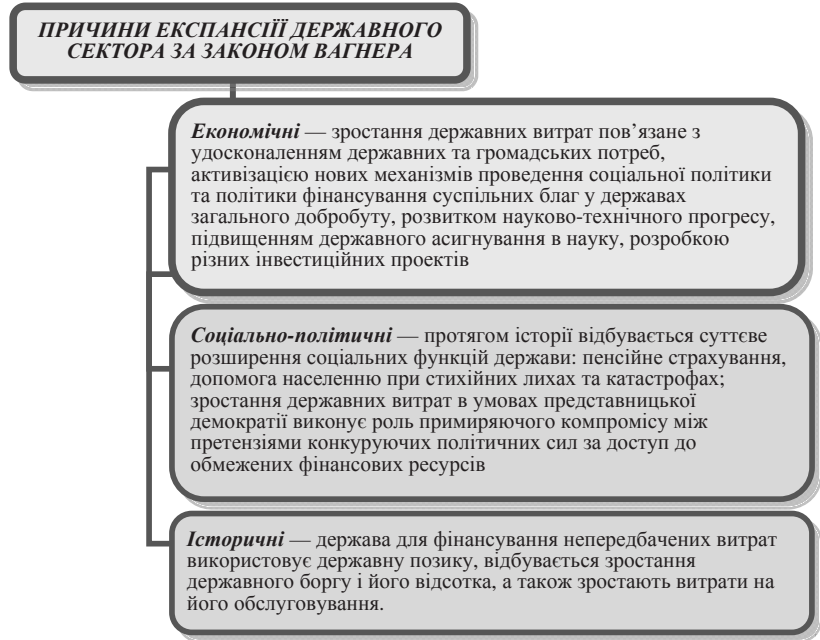 ПРИЧИНИ ЕКСПАНСІЇ ДЕРЖАВНОГО
СЕКТОРА ЗА ЗАКОНОМ ВАГНЕРА
Економічні — зростання державних витрат пов’язане з
удосконаленням державних та громадських потреб,
активізацією нових механізмів проведення соціальної політики
та політики фінансування суспільних благ у державах
загального добробуту, розвитком науково-технічного прогресу,
підвищенням державного асигнування в науку, розробкою
різних інвестиційних проектів
Соціально-політичні — протягом історії відбувається суттєве
розширення соціальних функцій держави: пенсійне страхування,
допомога населенню при стихійних лихах та катастрофах;
зростання державних витрат в умовах представницької
демократії виконує роль примиряючого компромісу між
претензіями конкуруючих політичних сил за доступ до
обмежених фінансових ресурсів
Історичні — держава для фінансування непередбачених витрат
використовує державну позику, відбувається зростання
державного боргу і його відсотка, а також зростають витрати на
його обслуговування.